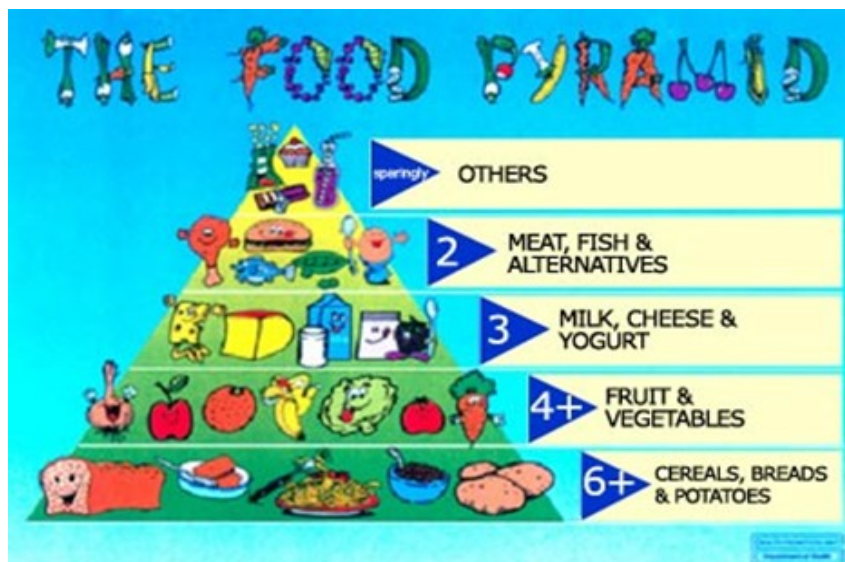 THE FOOD PYRAMID
sparingly
OTHERS
2
MEAT, FISH &
ALTERNATIVES
3
MILK, CHEESE &
YOGURT
4+
FRUIT &
VEGETABLES
6+
CEREALS, BREADS
& POTATOES